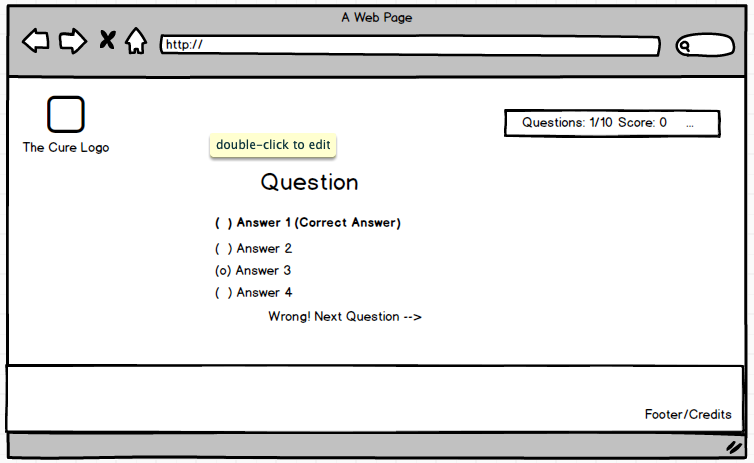 A Web Page
http://
The Cure Logo
Questions: 1/10 Score: 0 ...
double-click to edit
Question
( ) Answer 1 (Correct Answer)
( ) Answer 2
(o) Answer 3
( ) Answer 4
Wrong! Next Question -->
Footer/Credits